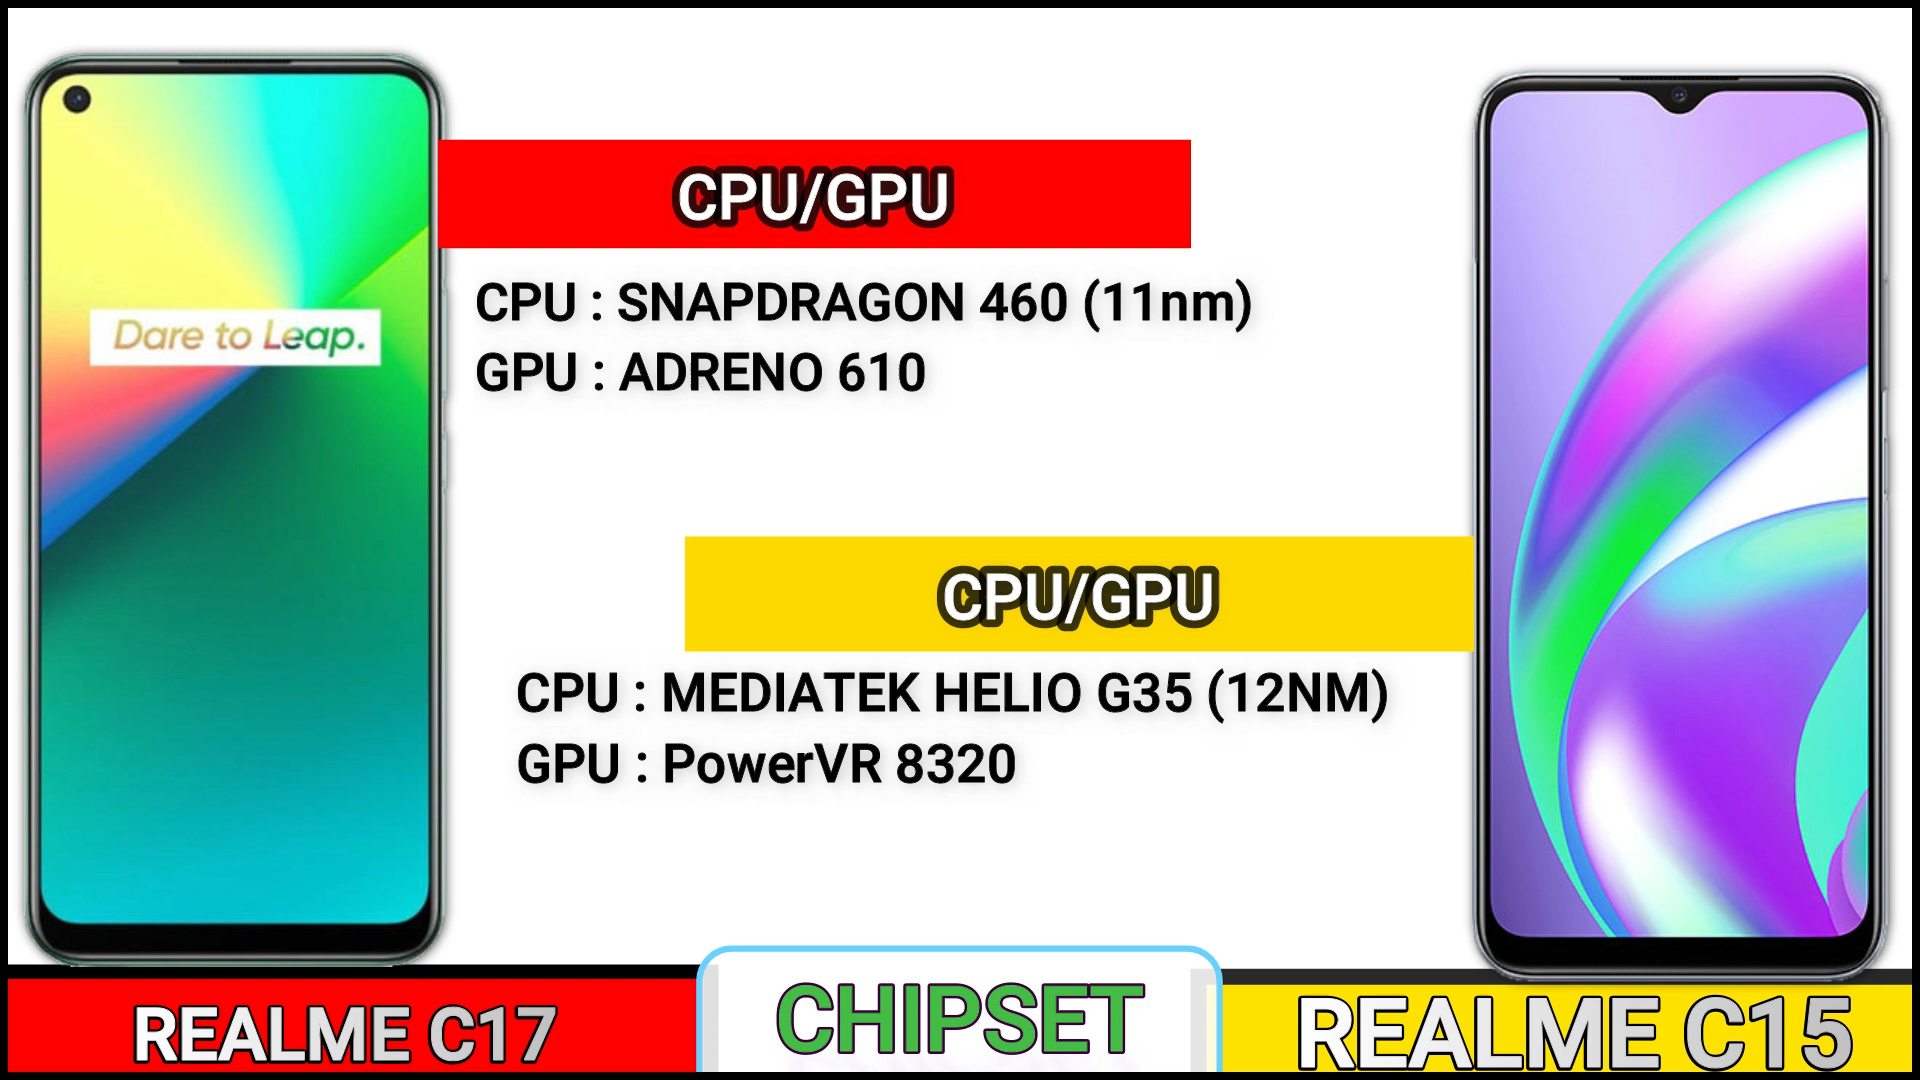 Dare to Leap.
CPU/GPU
CPU : SNAPDRAGON 460 (11nm)
GPU : ADRENO 610
CPU/GPU
CPU : MEDIATEK HELIO G35 (12NM)
GPU : PowerVR 8320
REALME C17
CHIPSET
REALME C15